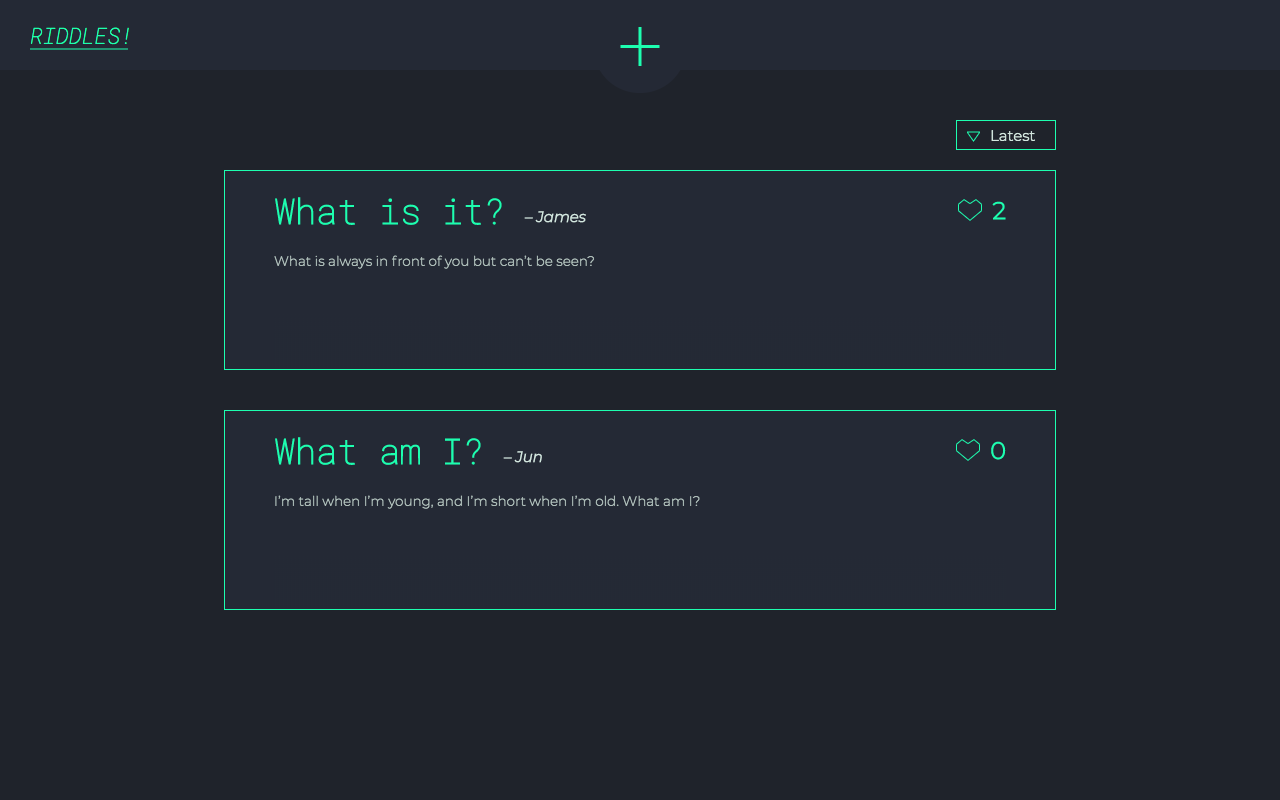 RIDDLES!
Latest
What is it? – James
2
What is always in front of you but can't be seen?
What am I? – Jun
0
I'm tall when I'm young, and I'm short when I'm old. What am I?